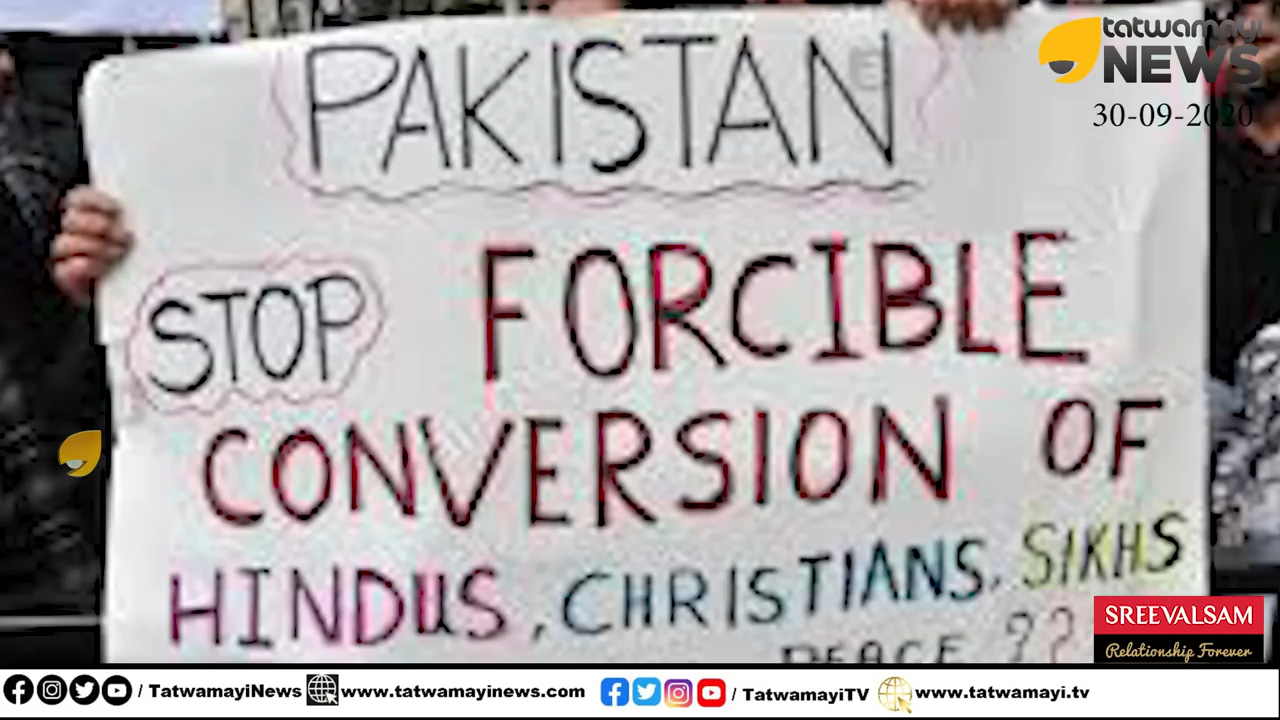 tatwamayi
NEWS
30-09-2020
PAKISTAN
STOP FORCIBLE
CONVERSION OF
HINDUS, CHRISTIANS, SIKHS
PEACE ??
SREEVALSAM
Relationship Forever
/ TatwamayiNews www.tatwamayinews.com / TatwamayiTV www.tatwamayi.tv